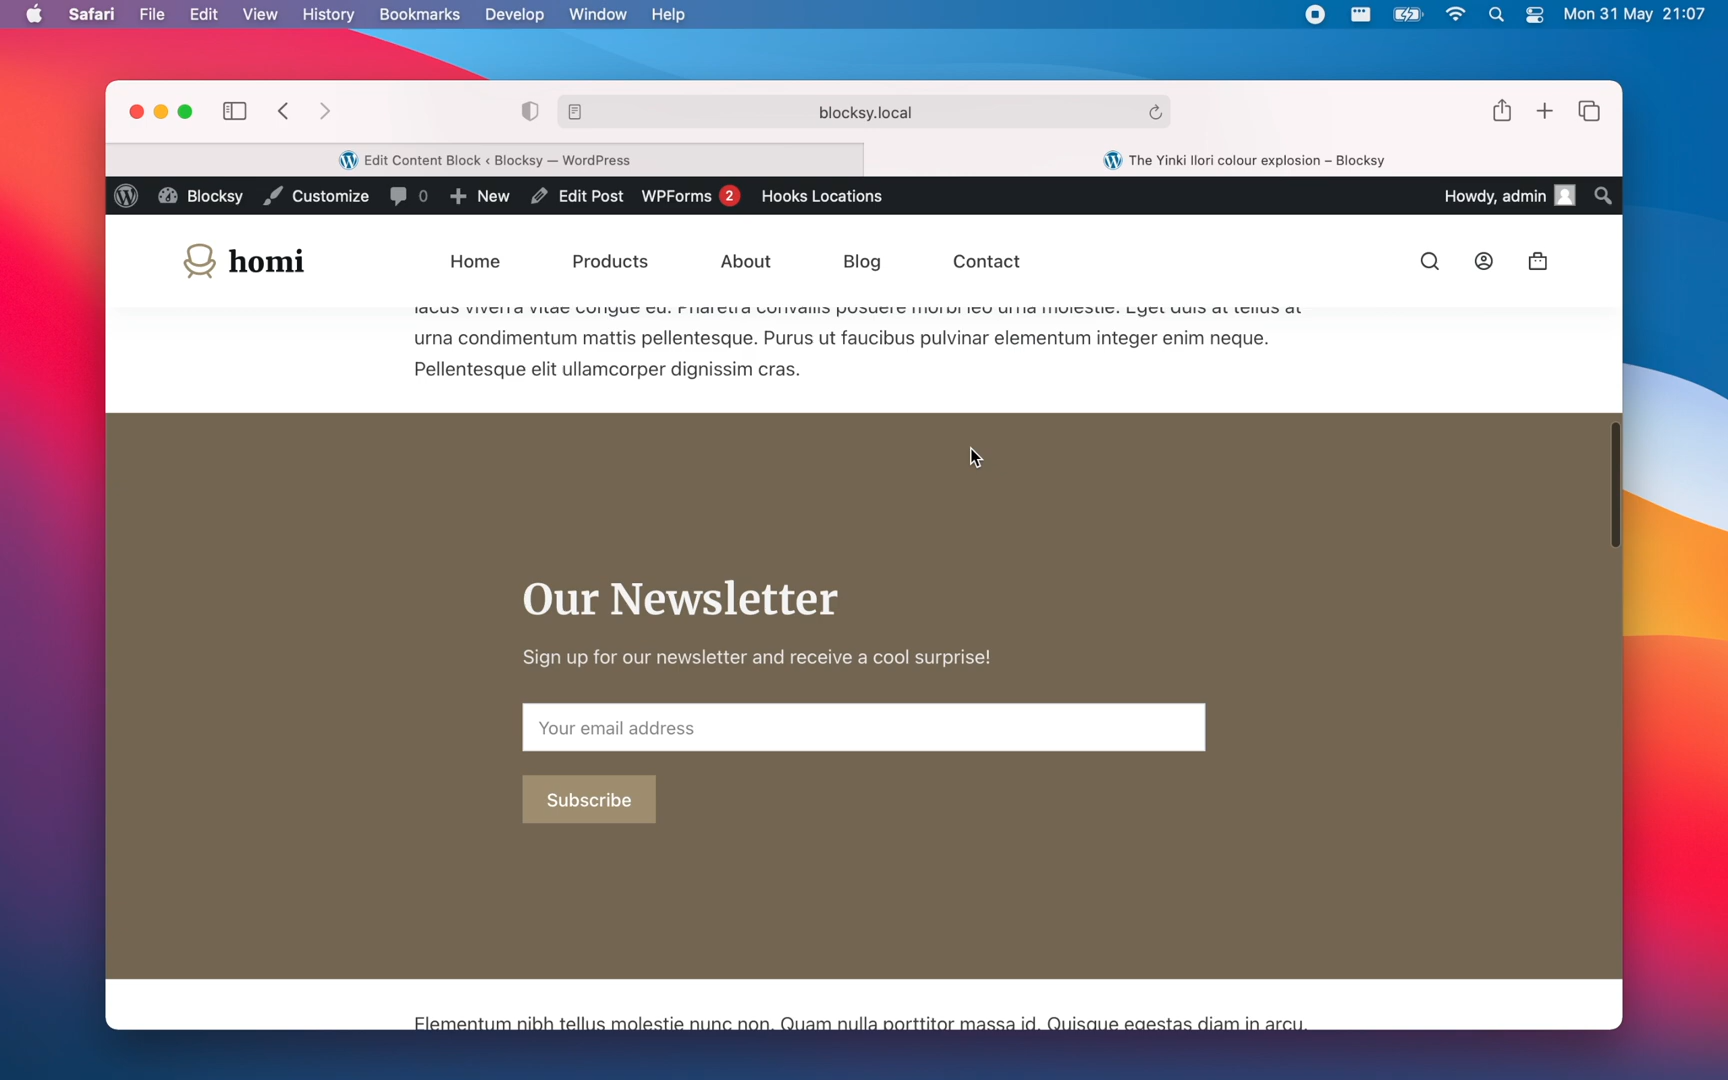 Safari File Edit View History Bookmarks Develop Window Help Mon 31 May 21:07
blocksy.local
Edit Content Block ‹ Blocksy — WordPress
The Yinki Ilori colour explosion – Blocksy
Blocksy Customize 0 New Edit Post WPForms 2 Hooks Locations Howdy, admin
homi Home Products About Blog Contact
lacus viverra vitae congue eu. Pharetra convallis posuere morbi leo urna molestie. Eget duis at tellus at
urna condimentum mattis pellentesque. Purus ut faucibus pulvinar elementum integer enim neque.
Pellentesque elit ullamcorper dignissim cras.
Our Newsletter
Sign up for our newsletter and receive a cool surprise!
Your email address
Subscribe
Elementum nibh tellus molestie nunc non. Quam nulla porttitor massa id. Quisque egestas diam in arcu.